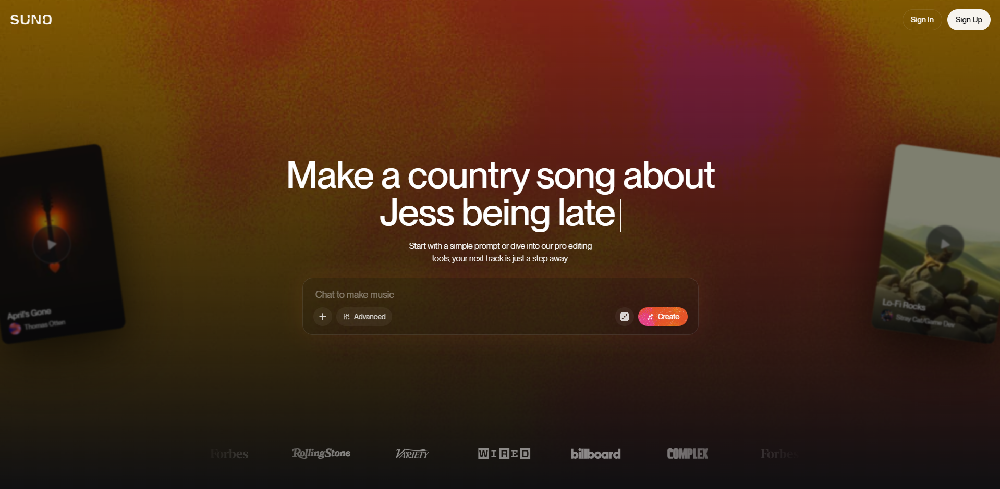 SUNO
Sign In
Sign Up
Make a country song about
Jess being late
Start with a simple prompt or dive into our pro editing
tools, your next track is just a step away.
Chat to make music
Advanced
Create
April's Gone
Thomas Otten
Lo-Fi Rocks
Stray Cat/Game Dev
Forbes
RollingStone
VARIETY
WIRED
billboard
COMPLEX
Forbes